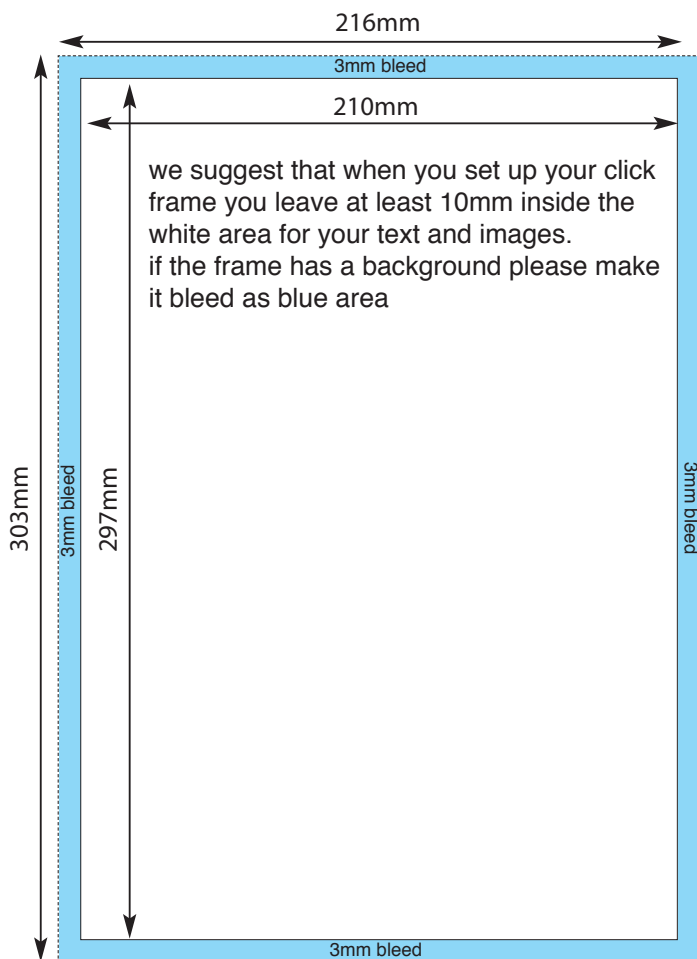 216mm
3mm bleed
210mm
we suggest that when you set up your click
frame you leave at least 10mm inside the
white area for your text and images.
if the frame has a background please make
it bleed as blue area
303mm
3mm bleed
297mm
3mm bleed
3mm bleed